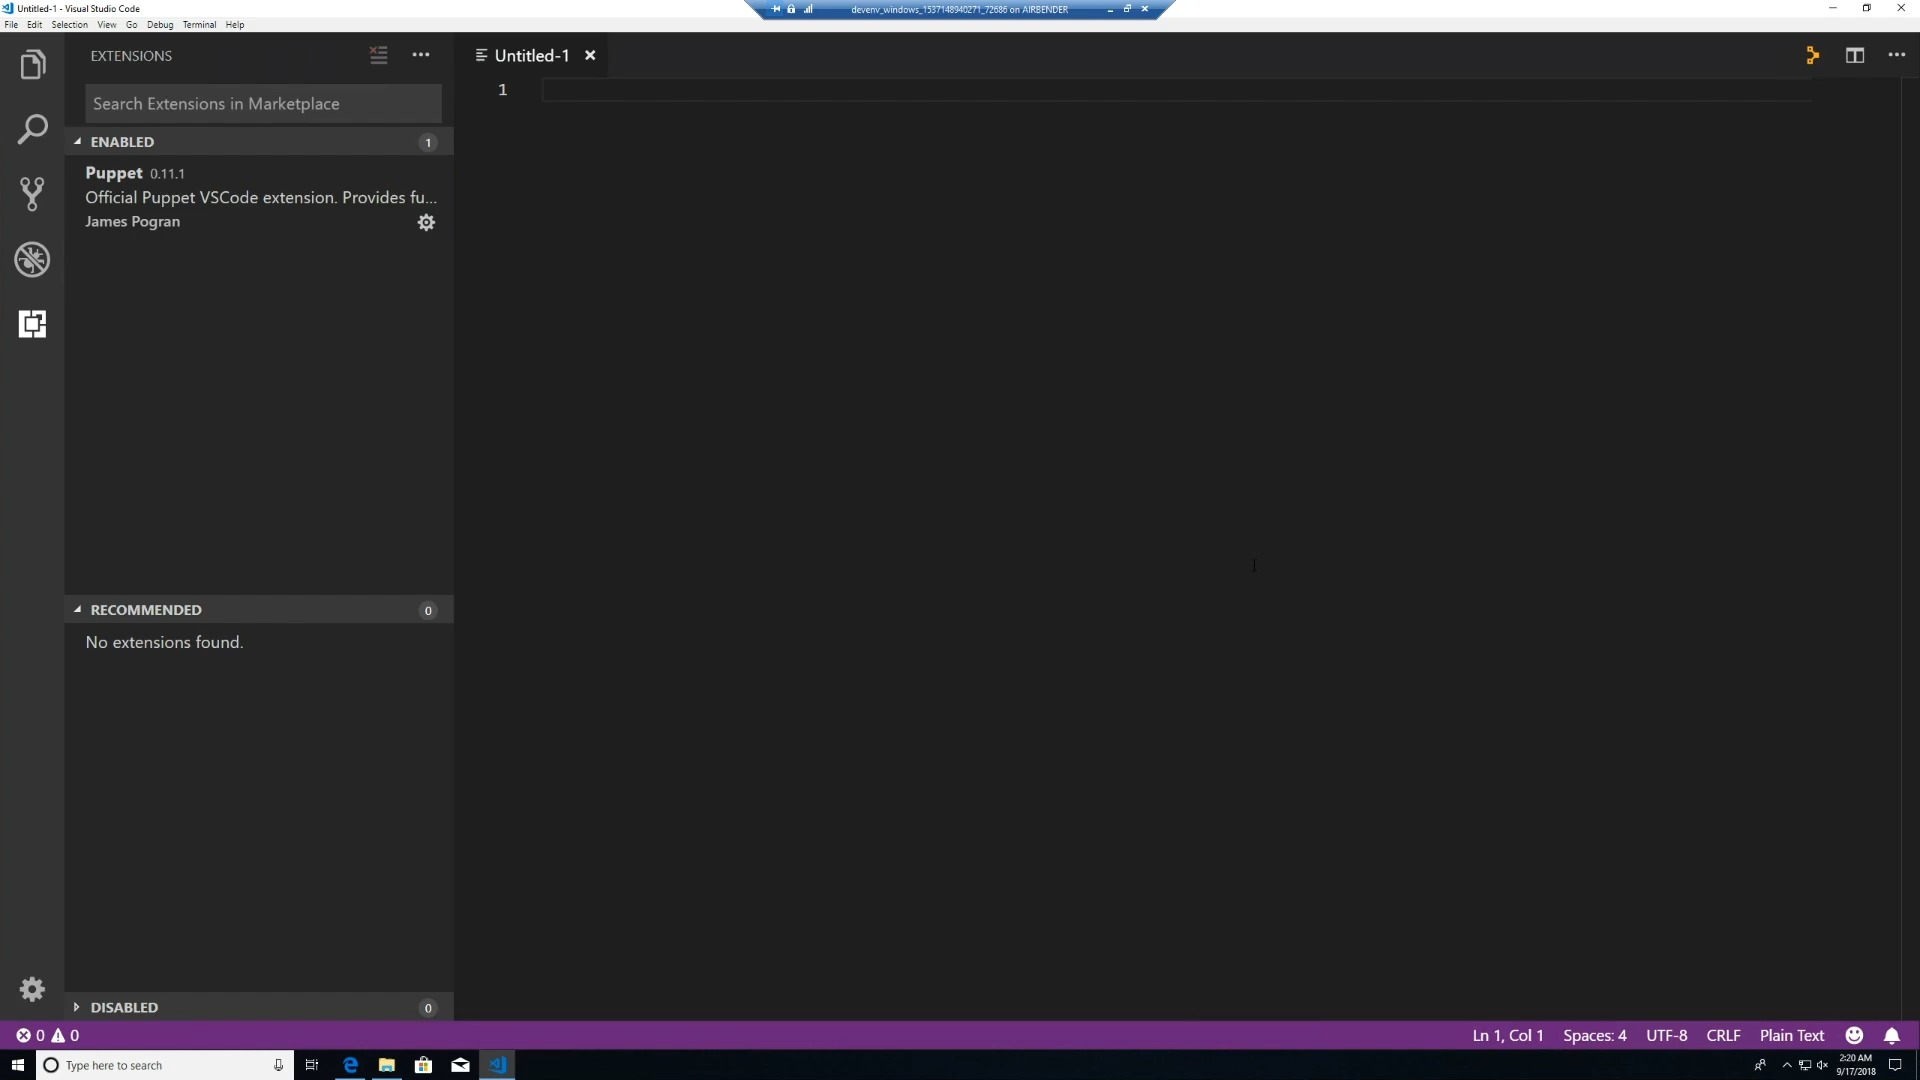 Untitled-1 - Visual Studio Code
devenv_windows_1537148940271_72686 on AIRBENDER
File Edit Selection View Go Debug Terminal Help
EXTENSIONS
Untitled-1
1
Search Extensions in Marketplace
ENABLED 1
Puppet 0.11.1
Official Puppet VSCode extension. Provides fu...
James Pogran
RECOMMENDED 0
No extensions found.
DISABLED 0
0 0
Ln 1, Col 1 Spaces: 4 UTF-8 CRLF Plain Text
Type here to search
2:20 AM
9/17/2018